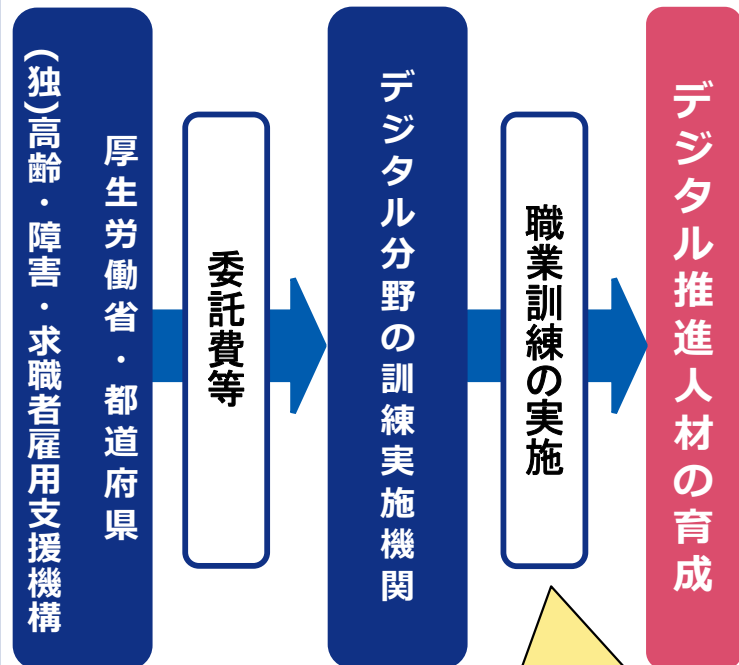 厚生労働省・都道府県
(独)高齢・障害・求職者雇用支援機構
委託費等
デジタル分野の訓練実施機関
職業訓練の実施
デジタル推進人材の育成